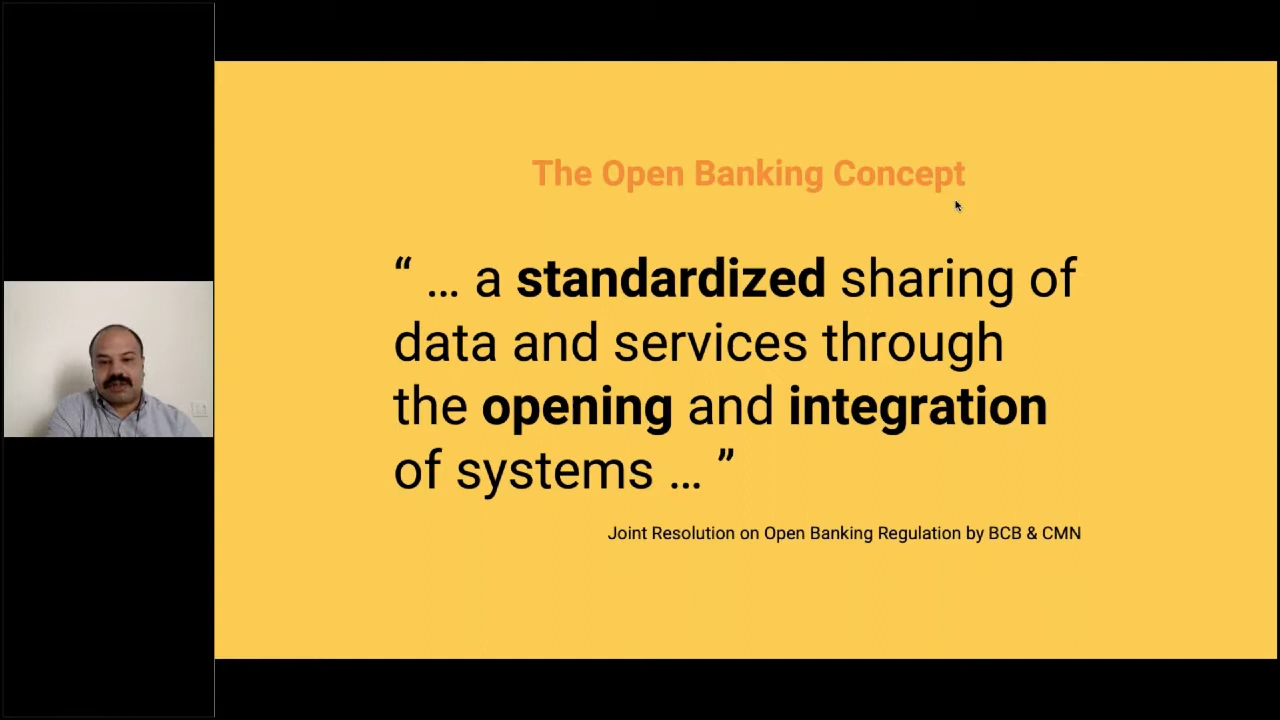 The Open Banking Concept
“ … a standardized sharing of
data and services through
the opening and integration
of systems … ”
Joint Resolution on Open Banking Regulation by BCB & CMN